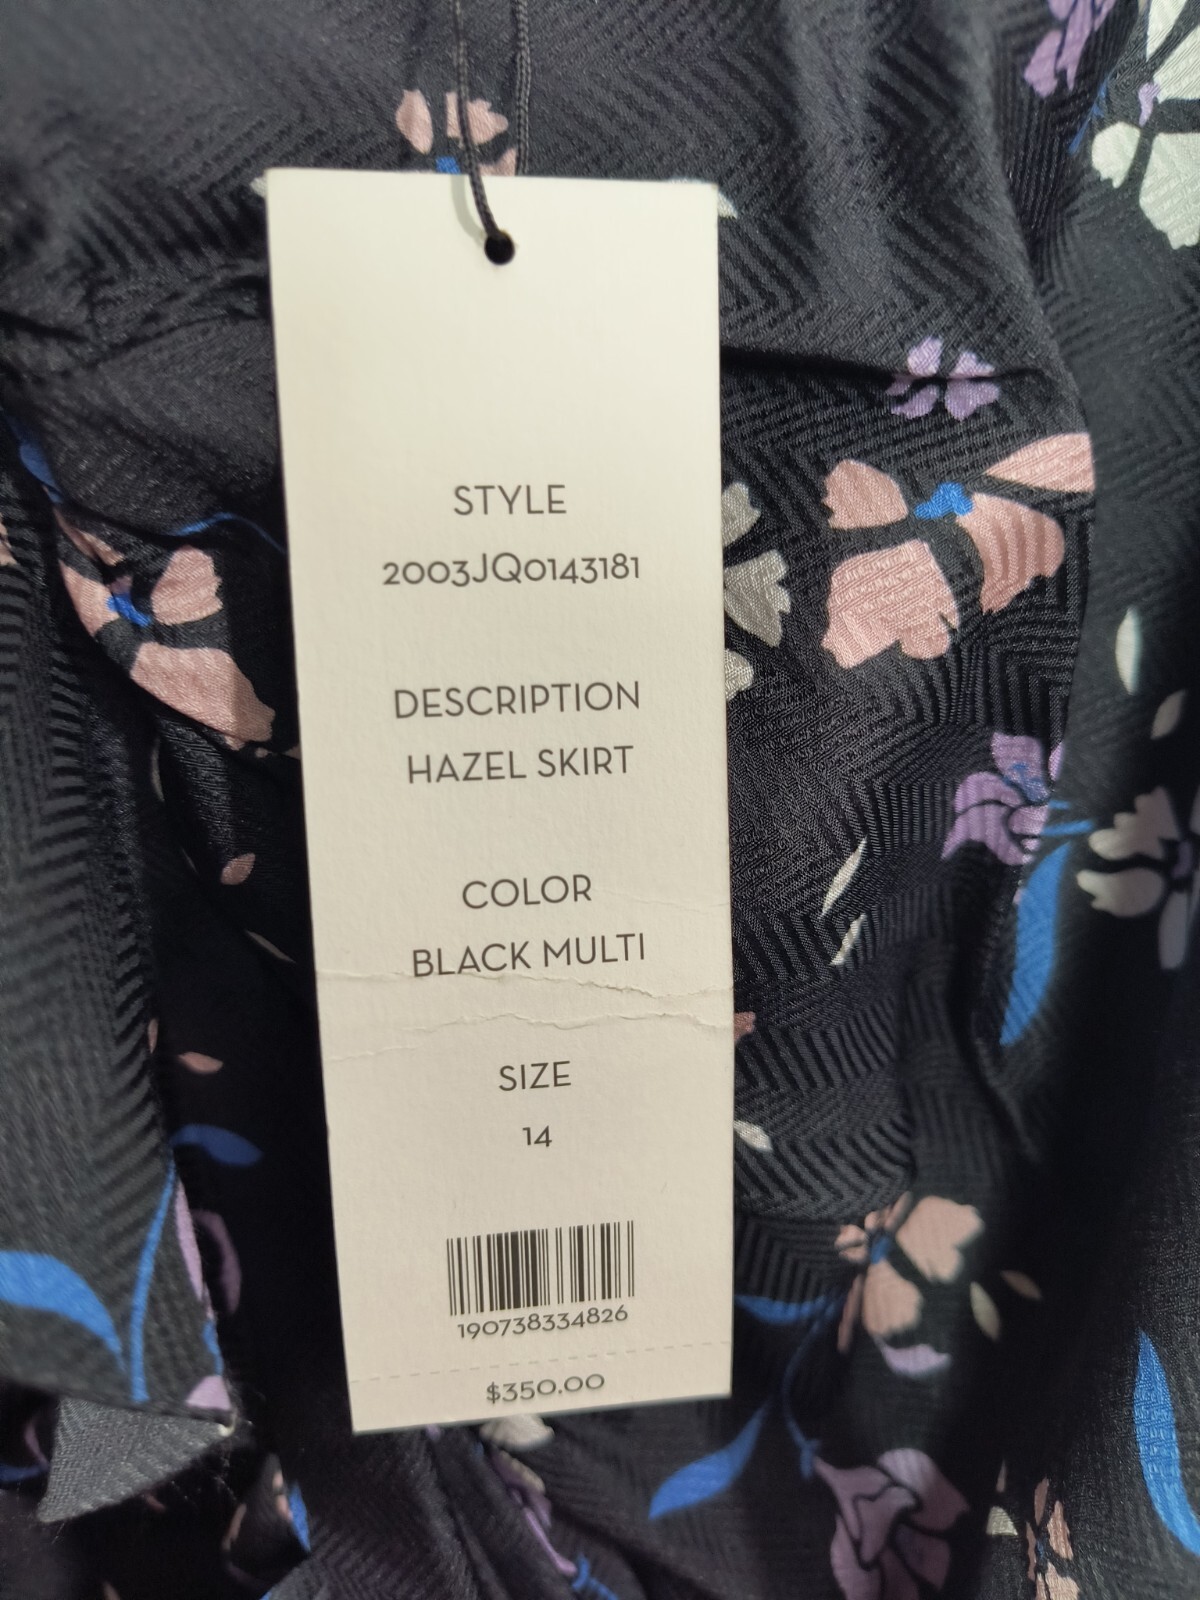 STYLE
2003JQ0143181
DESCRIPTION
HAZEL SKIRT
COLOR
BLACK MULTI
SIZE
14
190738334826
$350.00